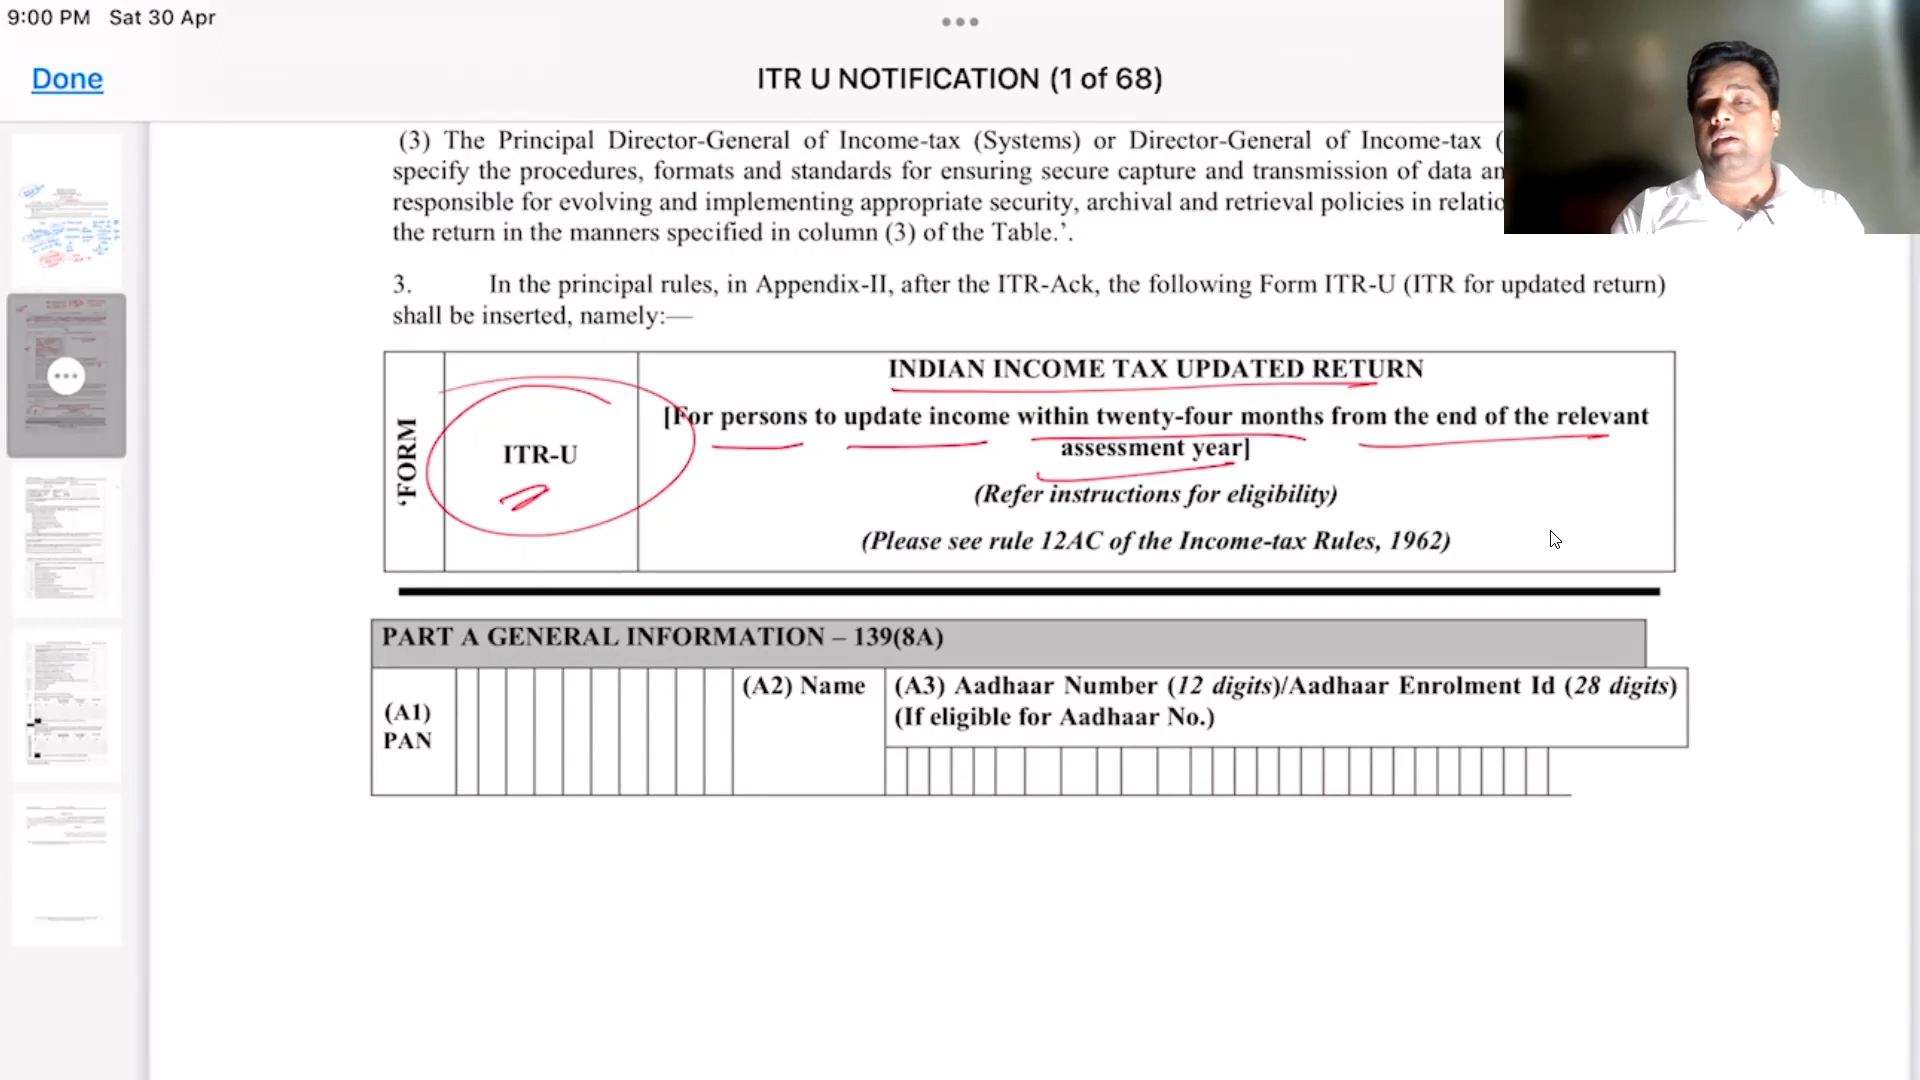 9:00 PM Sat 30 Apr
Done
ITR U NOTIFICATION (1 of 68)
(3) The Principal Director-General of Income-tax (Systems) or Director-General of Income-tax (
specify the procedures, formats and standards for ensuring secure capture and transmission of data an
responsible for evolving and implementing appropriate security, archival and retrieval policies in relatio
the return in the manners specified in column (3) of the Table.’.
3. In the principal rules, in Appendix-II, after the ITR-Ack, the following Form ITR-U (ITR for updated return)
shall be inserted, namely:—
‘FORM
ITR-U
INDIAN INCOME TAX UPDATED RETURN
[For persons to update income within twenty-four months from the end of the relevant
assessment year]
(Refer instructions for eligibility)
(Please see rule 12AC of the Income-tax Rules, 1962)
PART A GENERAL INFORMATION – 139(8A)
(A1)
PAN
(A2) Name
(A3) Aadhaar Number (12 digits)/Aadhaar Enrolment Id (28 digits)
(If eligible for Aadhaar No.)